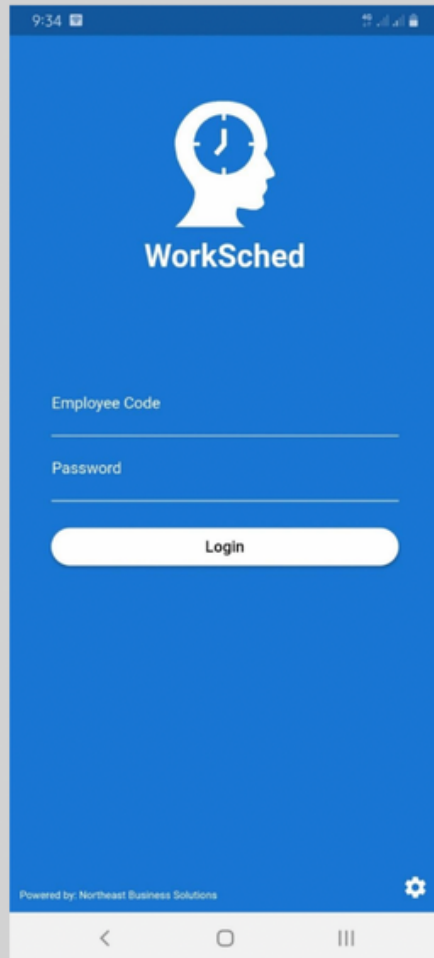 9:34
WorkSched
Employee Code
Password
Login
Powered by: Northeast Business Solutions